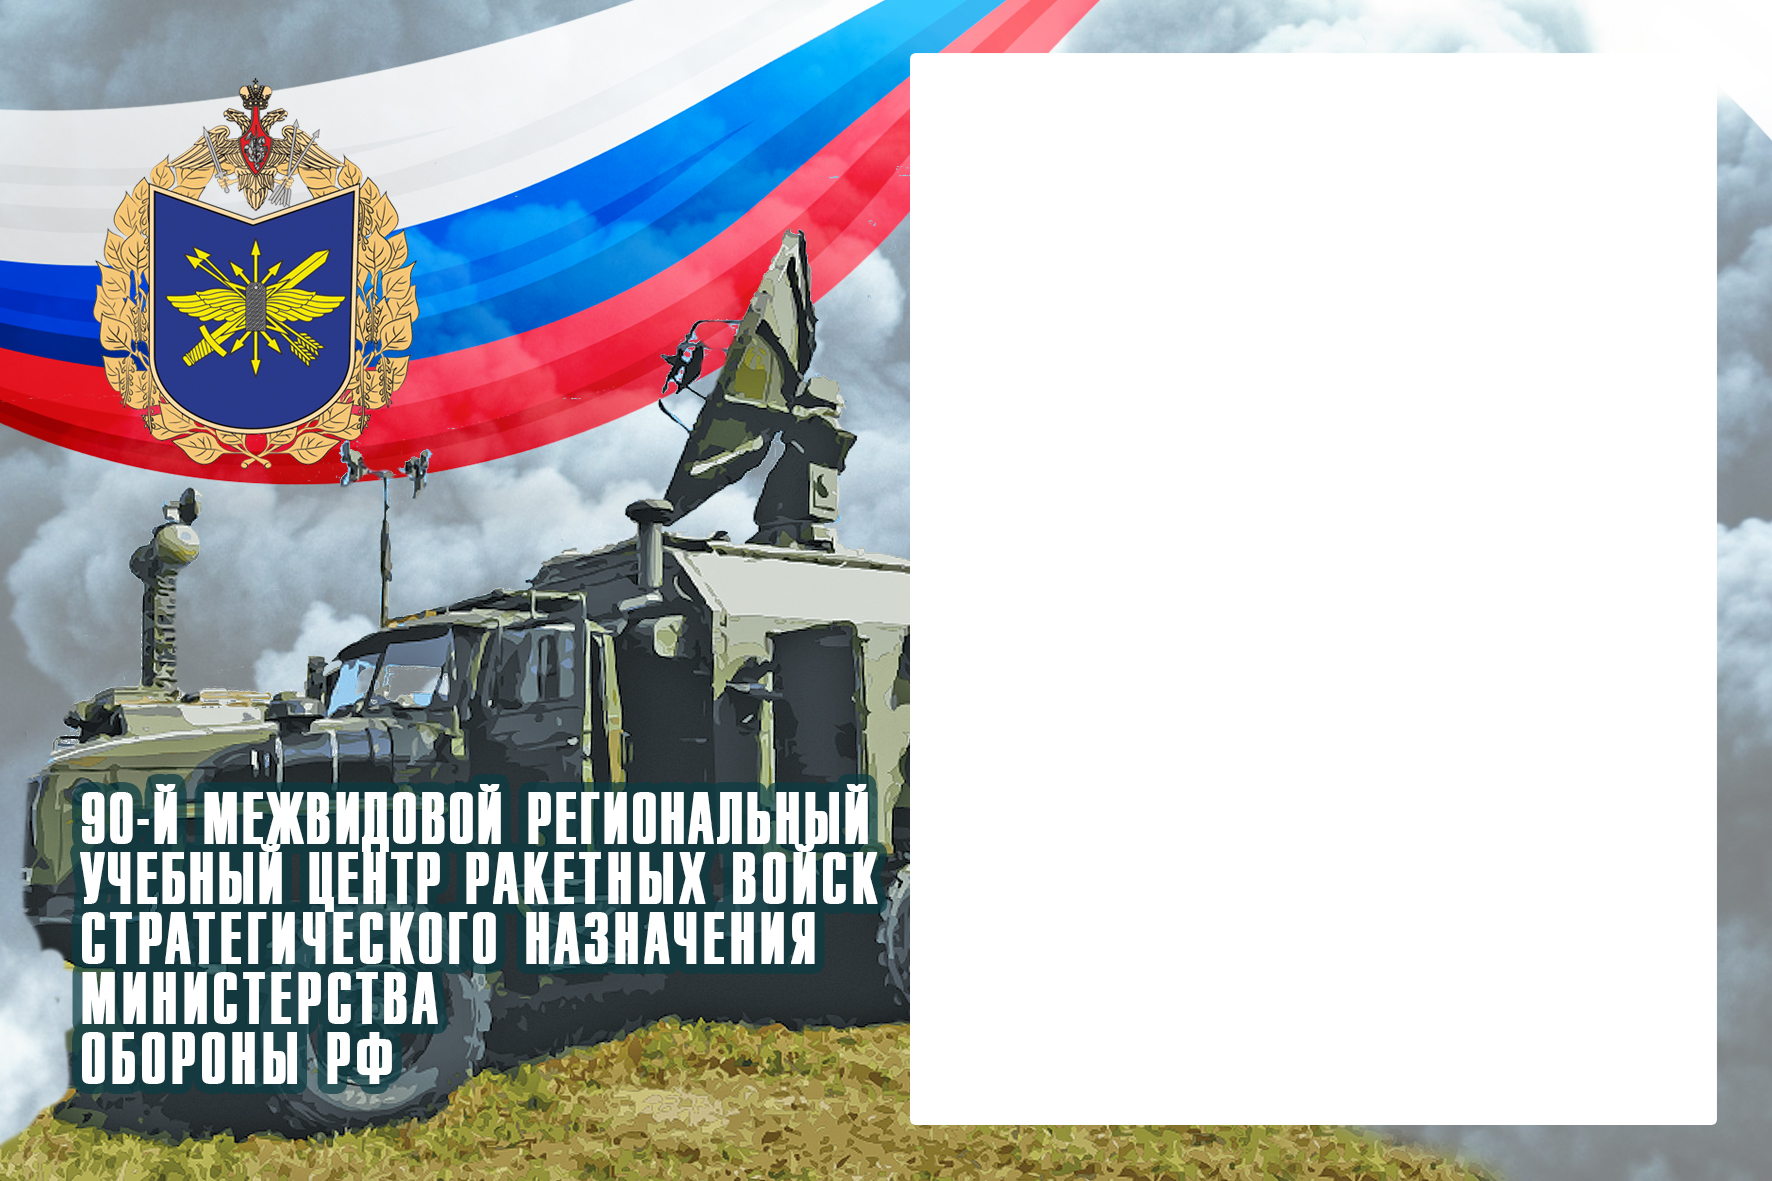 90-Й МЕЖВИДОВОЙ РЕГИОНАЛЬНЫЙ
УЧЕБНЫЙ ЦЕНТР РАКЕТНЫХ ВОЙСК
СТРАТЕГИЧЕСКОГО НАЗНАЧЕНИЯ
МИНИСТЕРСТВА
ОБОРОНЫ РФ